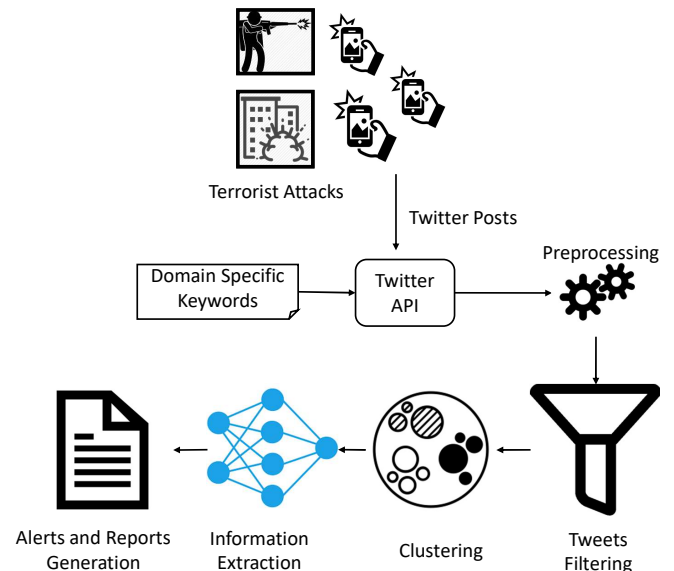 Terrorist Attacks
Twitter Posts
Preprocessing
Domain Specific
Keywords
Twitter
API
Alerts and Reports
Generation
Information
Extraction
Clustering
Tweets
Filtering